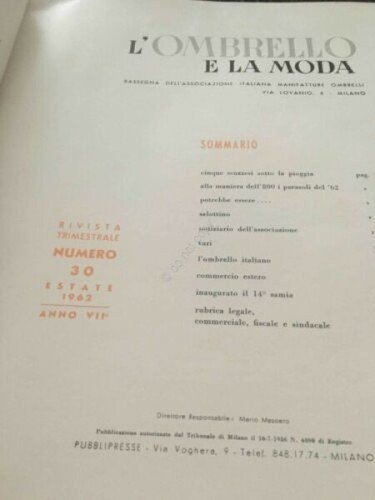 L'OMBRELLO
E LA MODA
RASSEGNA DELL'ASSOCIAZIONE ITALIANA MANIFATTURE OMBRELLI
VIA LOVANIO, 4 - MILANO
SOMMARIO
cinque scozzesi sotto la pioggia pag.
alla maniera dell'800 i parasoli del '62 »
potrebbe essere .... »
salottino »
notiziario dell'associazione »
vari
l'ombrello italiano
commercio estero
inaugurato il 14° samia
rubrica legale,
commerciale, fiscale e sindacale
RIVISTA
TRIMESTRALE
NUMERO
30
ESTATE
1962
ANNO VII°
Direttore Responsabile - Mario Messero
Pubblicazione autorizzata dal Tribunale di Milano il 16-7-1956 N. 4090 di Registro.
PUBBLIPRESSE - Via Voghera, 9 - Telef. 848.17.74 - MILANO